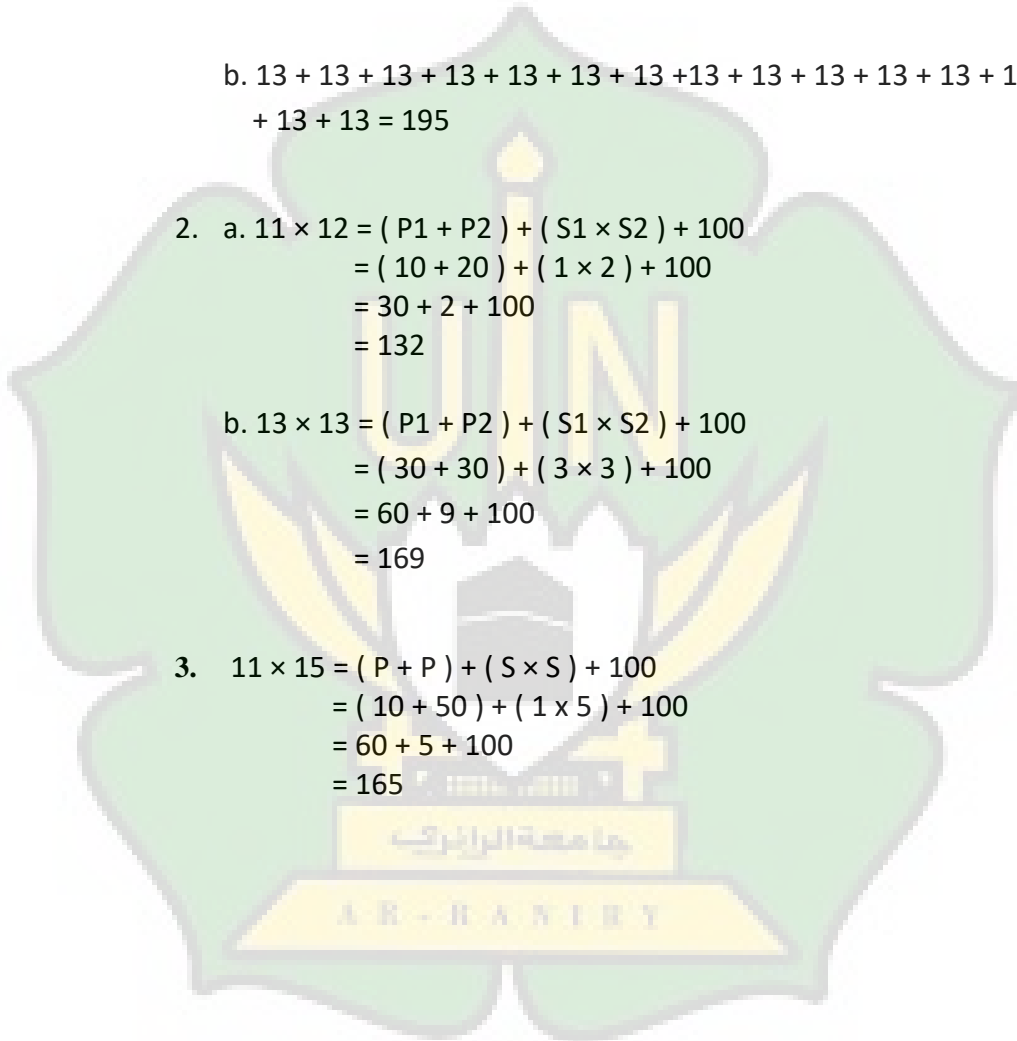 b. 13 + 13 + 13 + 13 + 13 + 13 + 13 +13 + 13 + 13 + 13 + 13 + 1
+ 13 + 13 = 195
2. a. 11 × 12 = ( P1 + P2 ) + ( S1 × S2 ) + 100
= ( 10 + 20 ) + ( 1 × 2 ) + 100
= 30 + 2 + 100
= 132
b. 13 × 13 = ( P1 + P2 ) + ( S1 × S2 ) + 100
= ( 30 + 30 ) + ( 3 × 3 ) + 100
= 60 + 9 + 100
= 169
3. 11 × 15 = ( P + P ) + ( S × S ) + 100
= ( 10 + 50 ) + ( 1 x 5 ) + 100
= 60 + 5 + 100
= 165
UIN
جامعة الرانري
AR-RANIRY